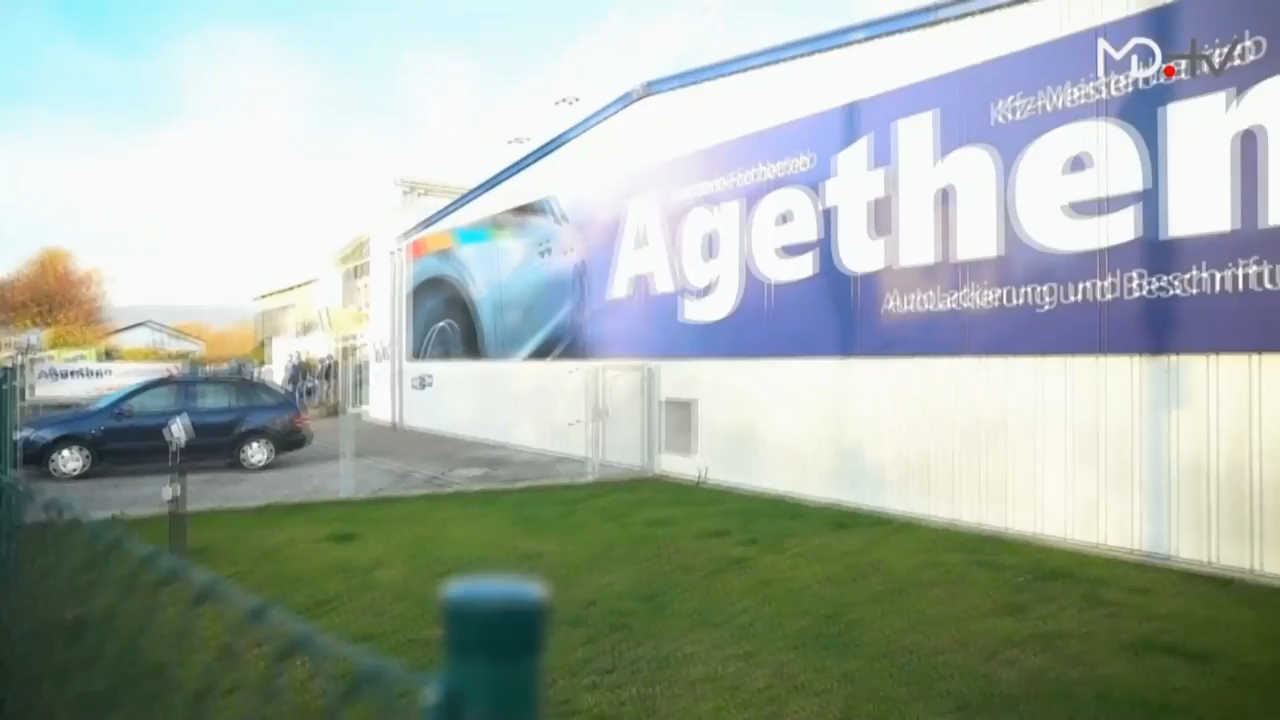 MD.tv
Kfz-Meisterbetrieb
Agethen
Autolackierung und Beschriftu
Agethen